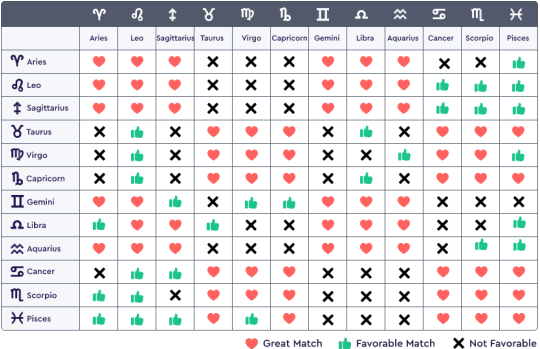 Aries Leo Sagittarius Taurus Virgo Capricorn Gemini Libra Aquarius Cancer Scorpio Pisces
Aries
Leo
Sagittarius
Taurus
Virgo
Capricorn
Gemini
Libra
Aquarius
Cancer
Scorpio
Pisces
Great Match Favorable Match Not Favorable